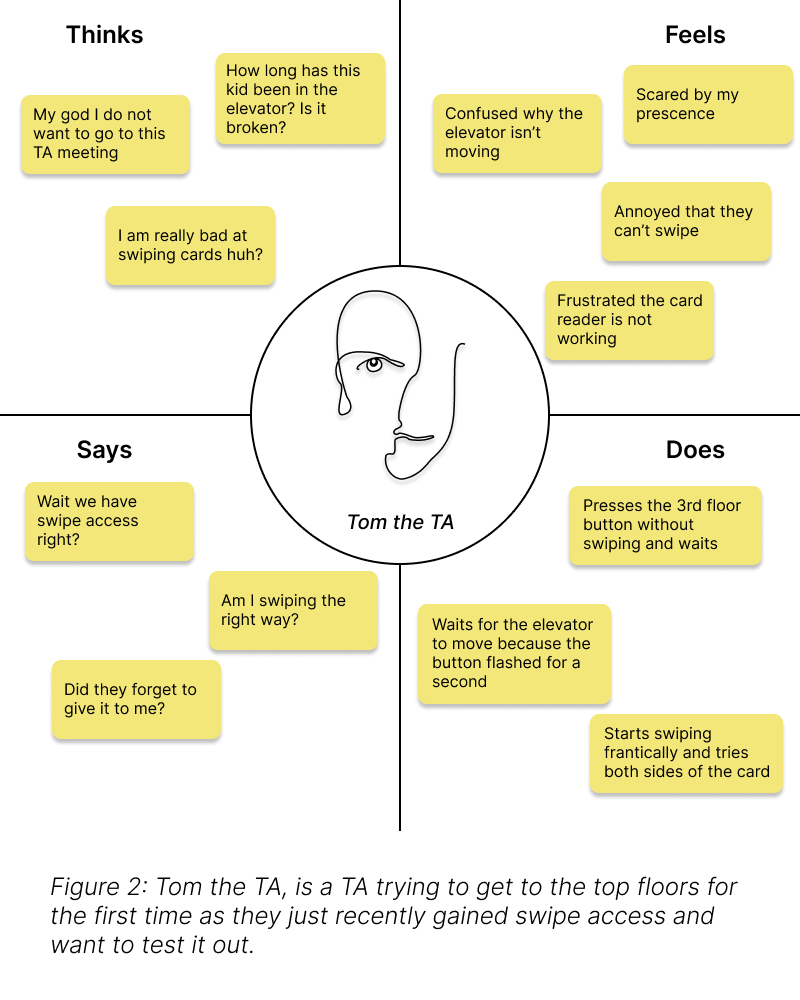 Thinks
My god I do not
want to go to this
TA meeting
How long has this
kid been in the
elevator? Is it
broken?
I am really bad at
swiping cards huh?
Feels
Confused why the
elevator isn’t
moving
Scared by my
prescence
Annoyed that they
can’t swipe
Frustrated the card
reader is not
working
Tom the TA
Says
Wait we have
swipe access
right?
Am I swiping the
right way?
Did they forget to
give it to me?
Does
Presses the 3rd floor
button without
swiping and waits
Waits for the elevator
to move because the
button flashed for a
second
Starts swiping
frantically and tries
both sides of the card
Figure 2: Tom the TA, is a TA trying to get to the top floors for
the first time as they just recently gained swipe access and
want to test it out.